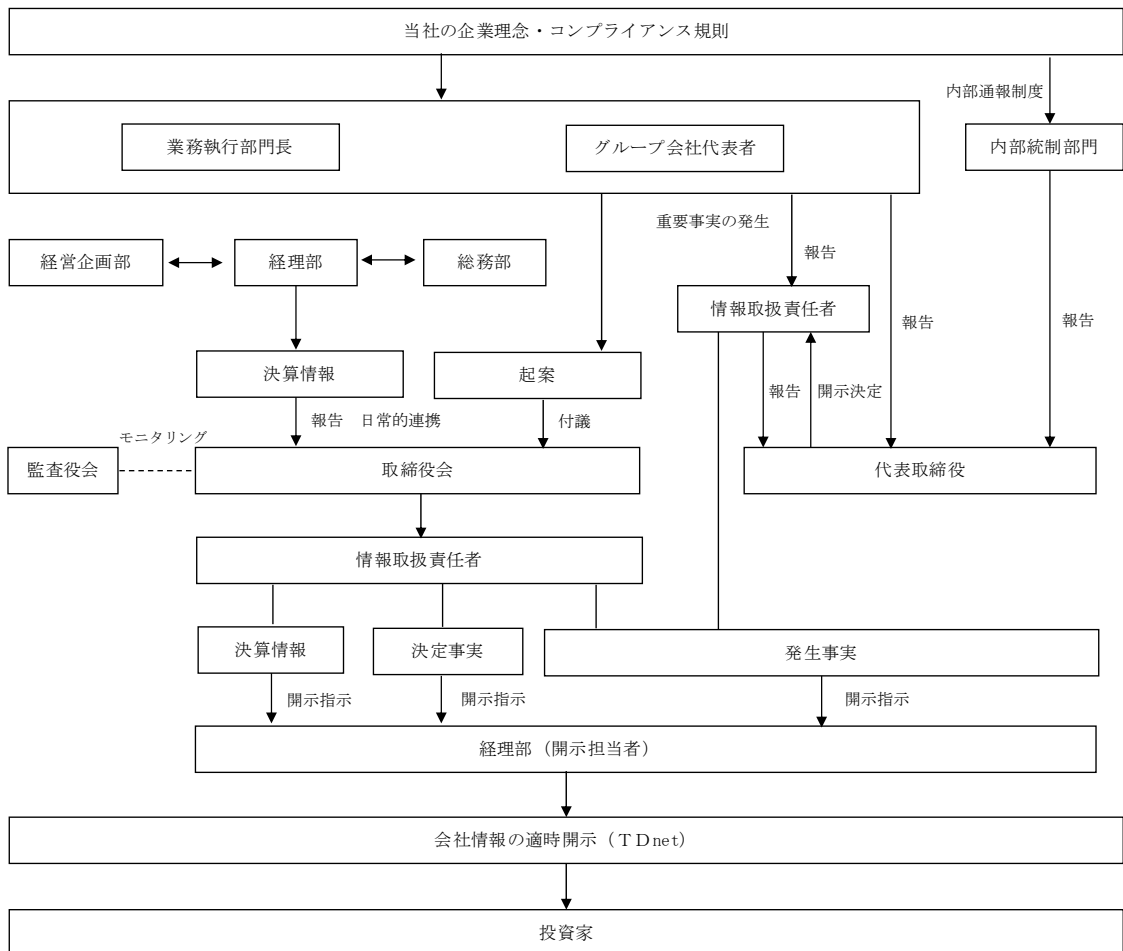 当社の企業理念・コンプライアンス規則
内部通報制度
業務執行部門長
グループ会社代表者
内部統制部門
重要事実の発生
報告
経営企画部
経理部
総務部
情報取扱責任者
報告
報告
決算情報
起案
報告
開示決定
報告 日常的連携
付議
モニタリング
監査役会
取締役会
代表取締役
情報取扱責任者
決算情報
決定事実
発生事実
開示指示
開示指示
開示指示
経理部（開示担当者）
会社情報の適時開示（ＴＤnet）
投資家